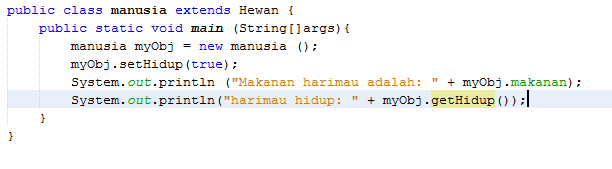 public class manusia extends Hewan {
public static void main (String[]args){
manusia myObj = new manusia ();
myObj.setHidup(true);
System.out.println ("Makanan harimau adalah: " + myObj.makanan);
System.out.println("harimau hidup: " + myObj.getHidup());
}
}